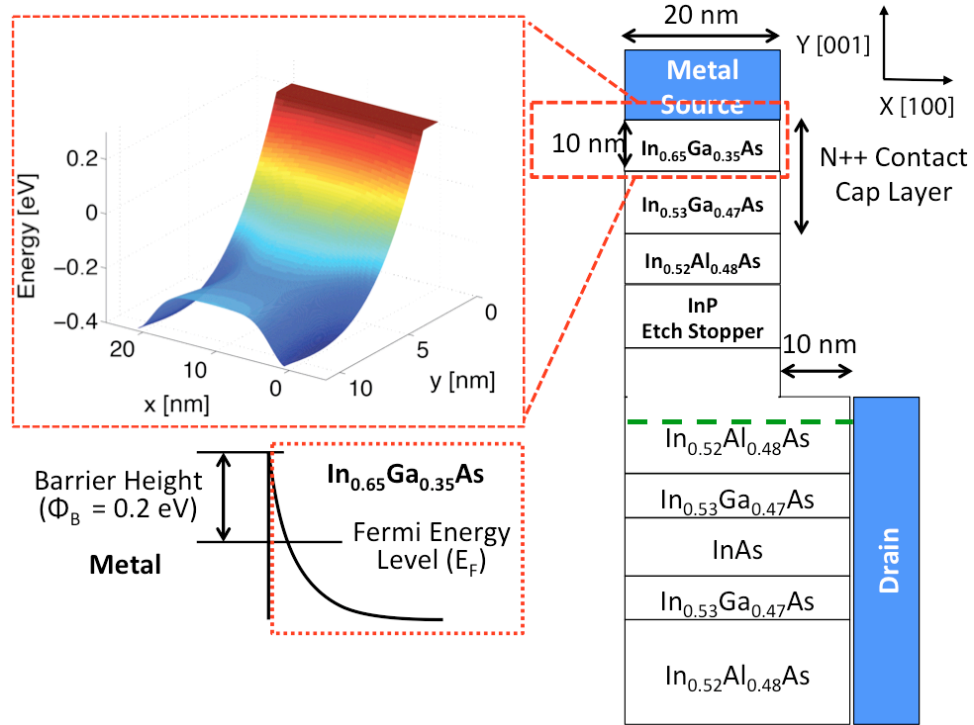 0.2
0
−0.2
−0.4
Energy [eV]
20
10
0
x [nm]
0
5
10
y [nm]
20 nm
Metal
Source
Y [001]
X [100]
10 nm
In0.65Ga0.35As
N++ Contact
Cap Layer
In0.53Ga0.47As
In0.52Al0.48As
InP
Etch Stopper
10 nm
In0.52Al0.48As
In0.53Ga0.47As
InAs
In0.53Ga0.47As
In0.52Al0.48As
Drain
Barrier Height
(ΦB = 0.2 eV)
Metal
In0.65Ga0.35As
Fermi Energy
Level (EF)